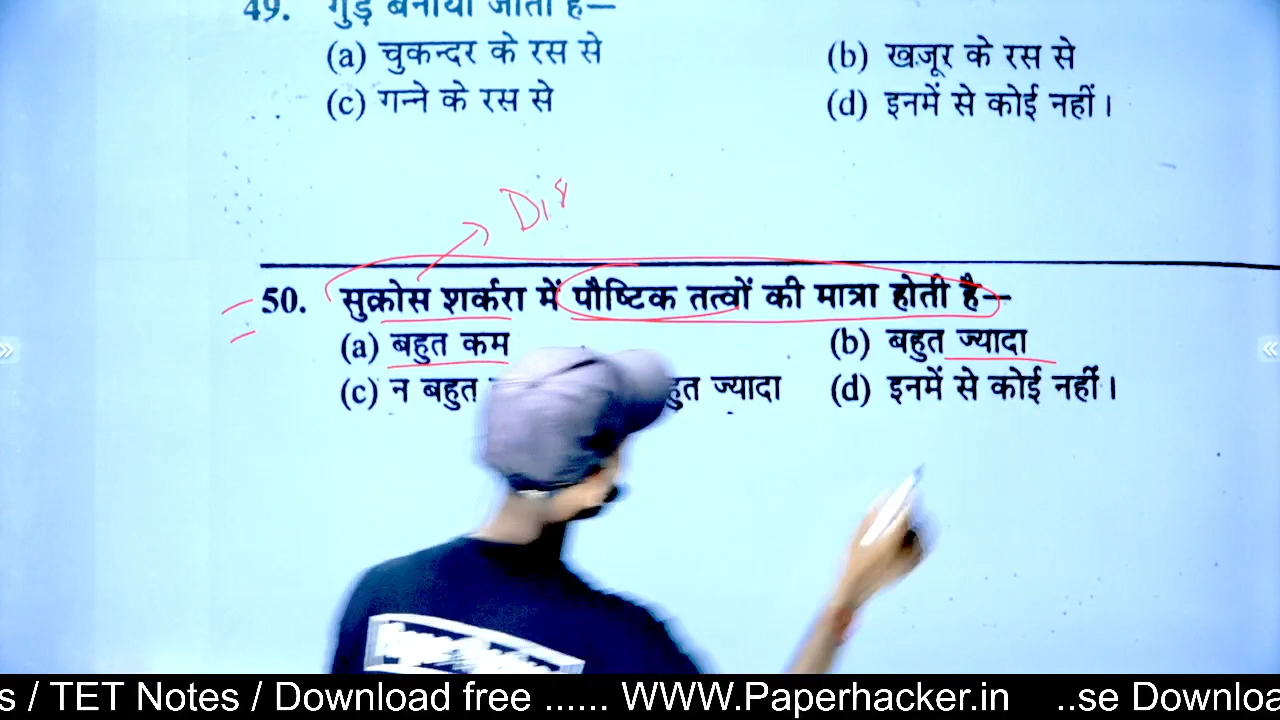 49. गुड़ बनाया जाता है—
(a) चुकन्दर के रस से (b) खजूर के रस से
(c) गन्ने के रस से (d) इनमें से कोई नहीं।
50. सुक्रोस शर्करा में पौष्टिक तत्वों की मात्रा होती है—
(a) बहुत कम (b) बहुत ज्यादा
(c) न बहुत ज्यादा (d) इनमें से कोई नहीं।
s / TET Notes / Download free ...... WWW.Paperhacker.in ..se Downloa